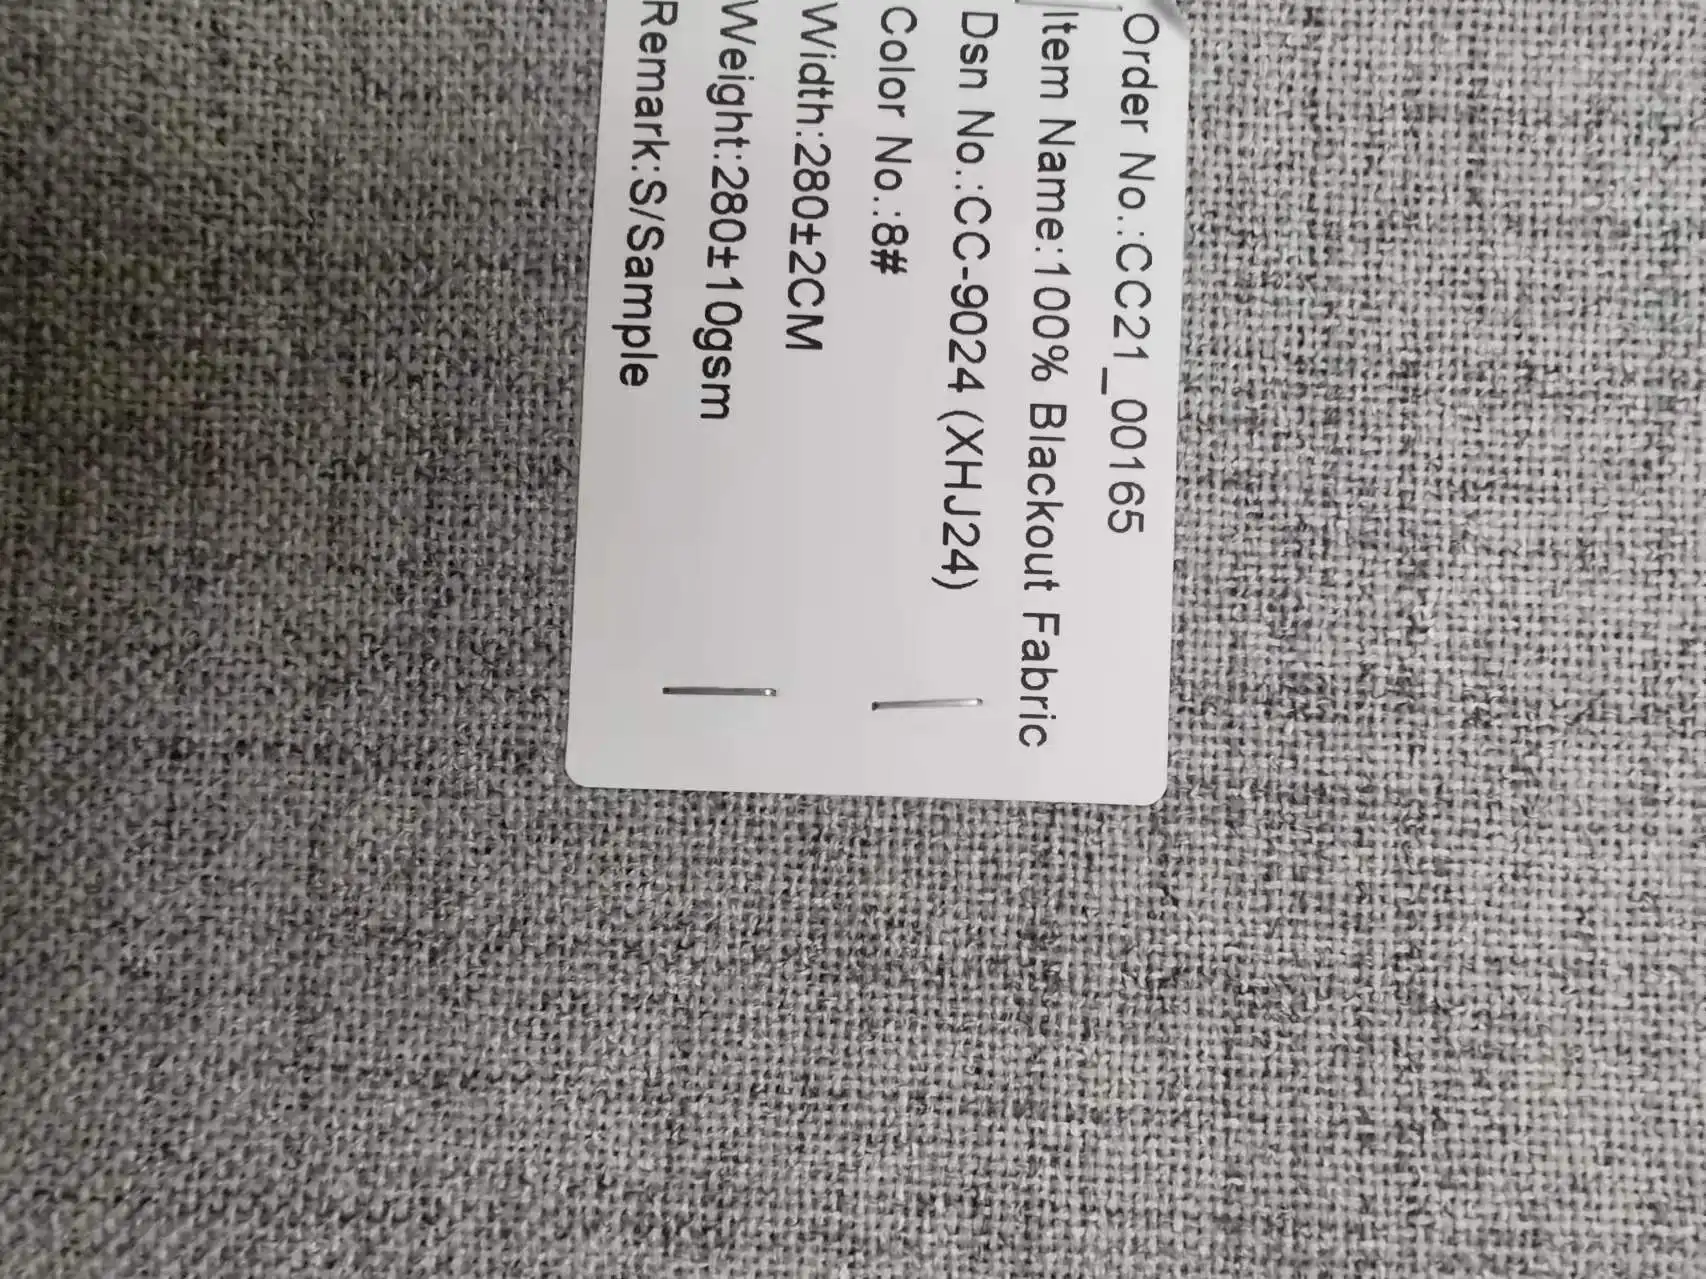 Order No.:CC21_00165
Item Name:100% Blackout Fabric
Dsn No.:CC-9024 (XHJ24)
Color No.:8#
Width:280±2CM
Weight:280±10gsm
Remark:S/Sample